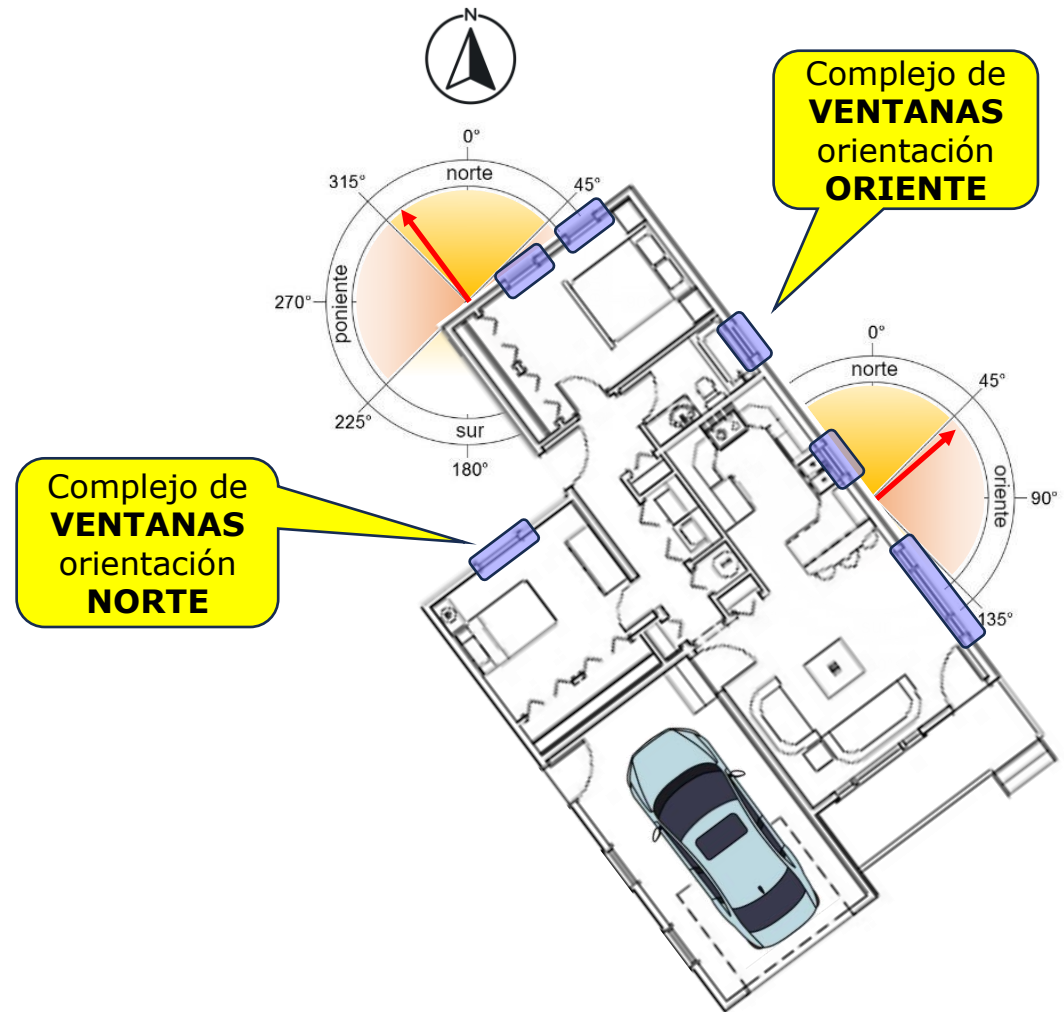 N
Complejo de
VENTANAS
orientación
ORIENTE
0°
norte
315°
45°
poniente
270°
225°
sur
180°
0°
norte
45°
oriente
90°
135°
Complejo de
VENTANAS
orientación
NORTE